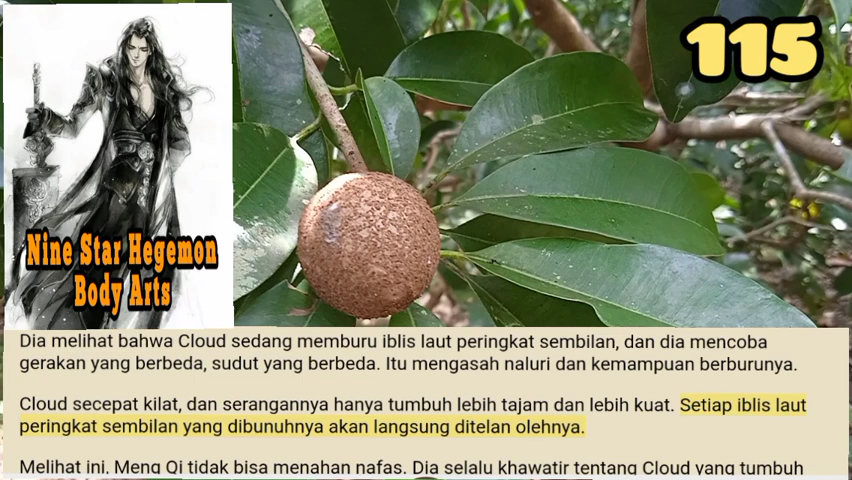 115
Nine Star Hegemon
Body Arts
Dia melihat bahwa Cloud sedang memburu iblis laut peringkat sembilan, dan dia mencoba
gerakan yang berbeda, sudut yang berbeda. Itu mengasah naluri dan kemampuan berburunya.
Cloud secepat kilat, dan serangannya hanya tumbuh lebih tajam dan lebih kuat. Setiap iblis laut
peringkat sembilan yang dibunuhnya akan langsung ditelan olehnya.
Melihat ini, Meng Qi tidak bisa menahan nafas. Dia selalu khawatir tentang Cloud yang tumbuh